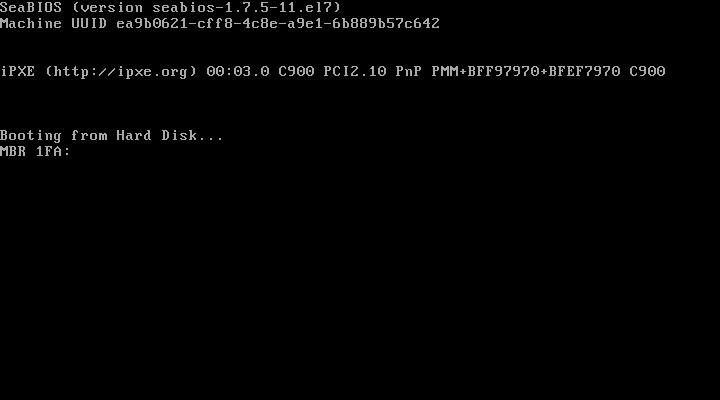 SeaBIOS (version seabios-1.7.5-11.el7)
Machine UUID ea9b0621-cff8-4c8e-a9e1-6b889b57c642
iPXE (http://ipxe.org) 00:03.0 C900 PCI2.10 PnP PMM+BFF97970+BFEF7970 C900
Booting from Hard Disk...
MBR 1FA: